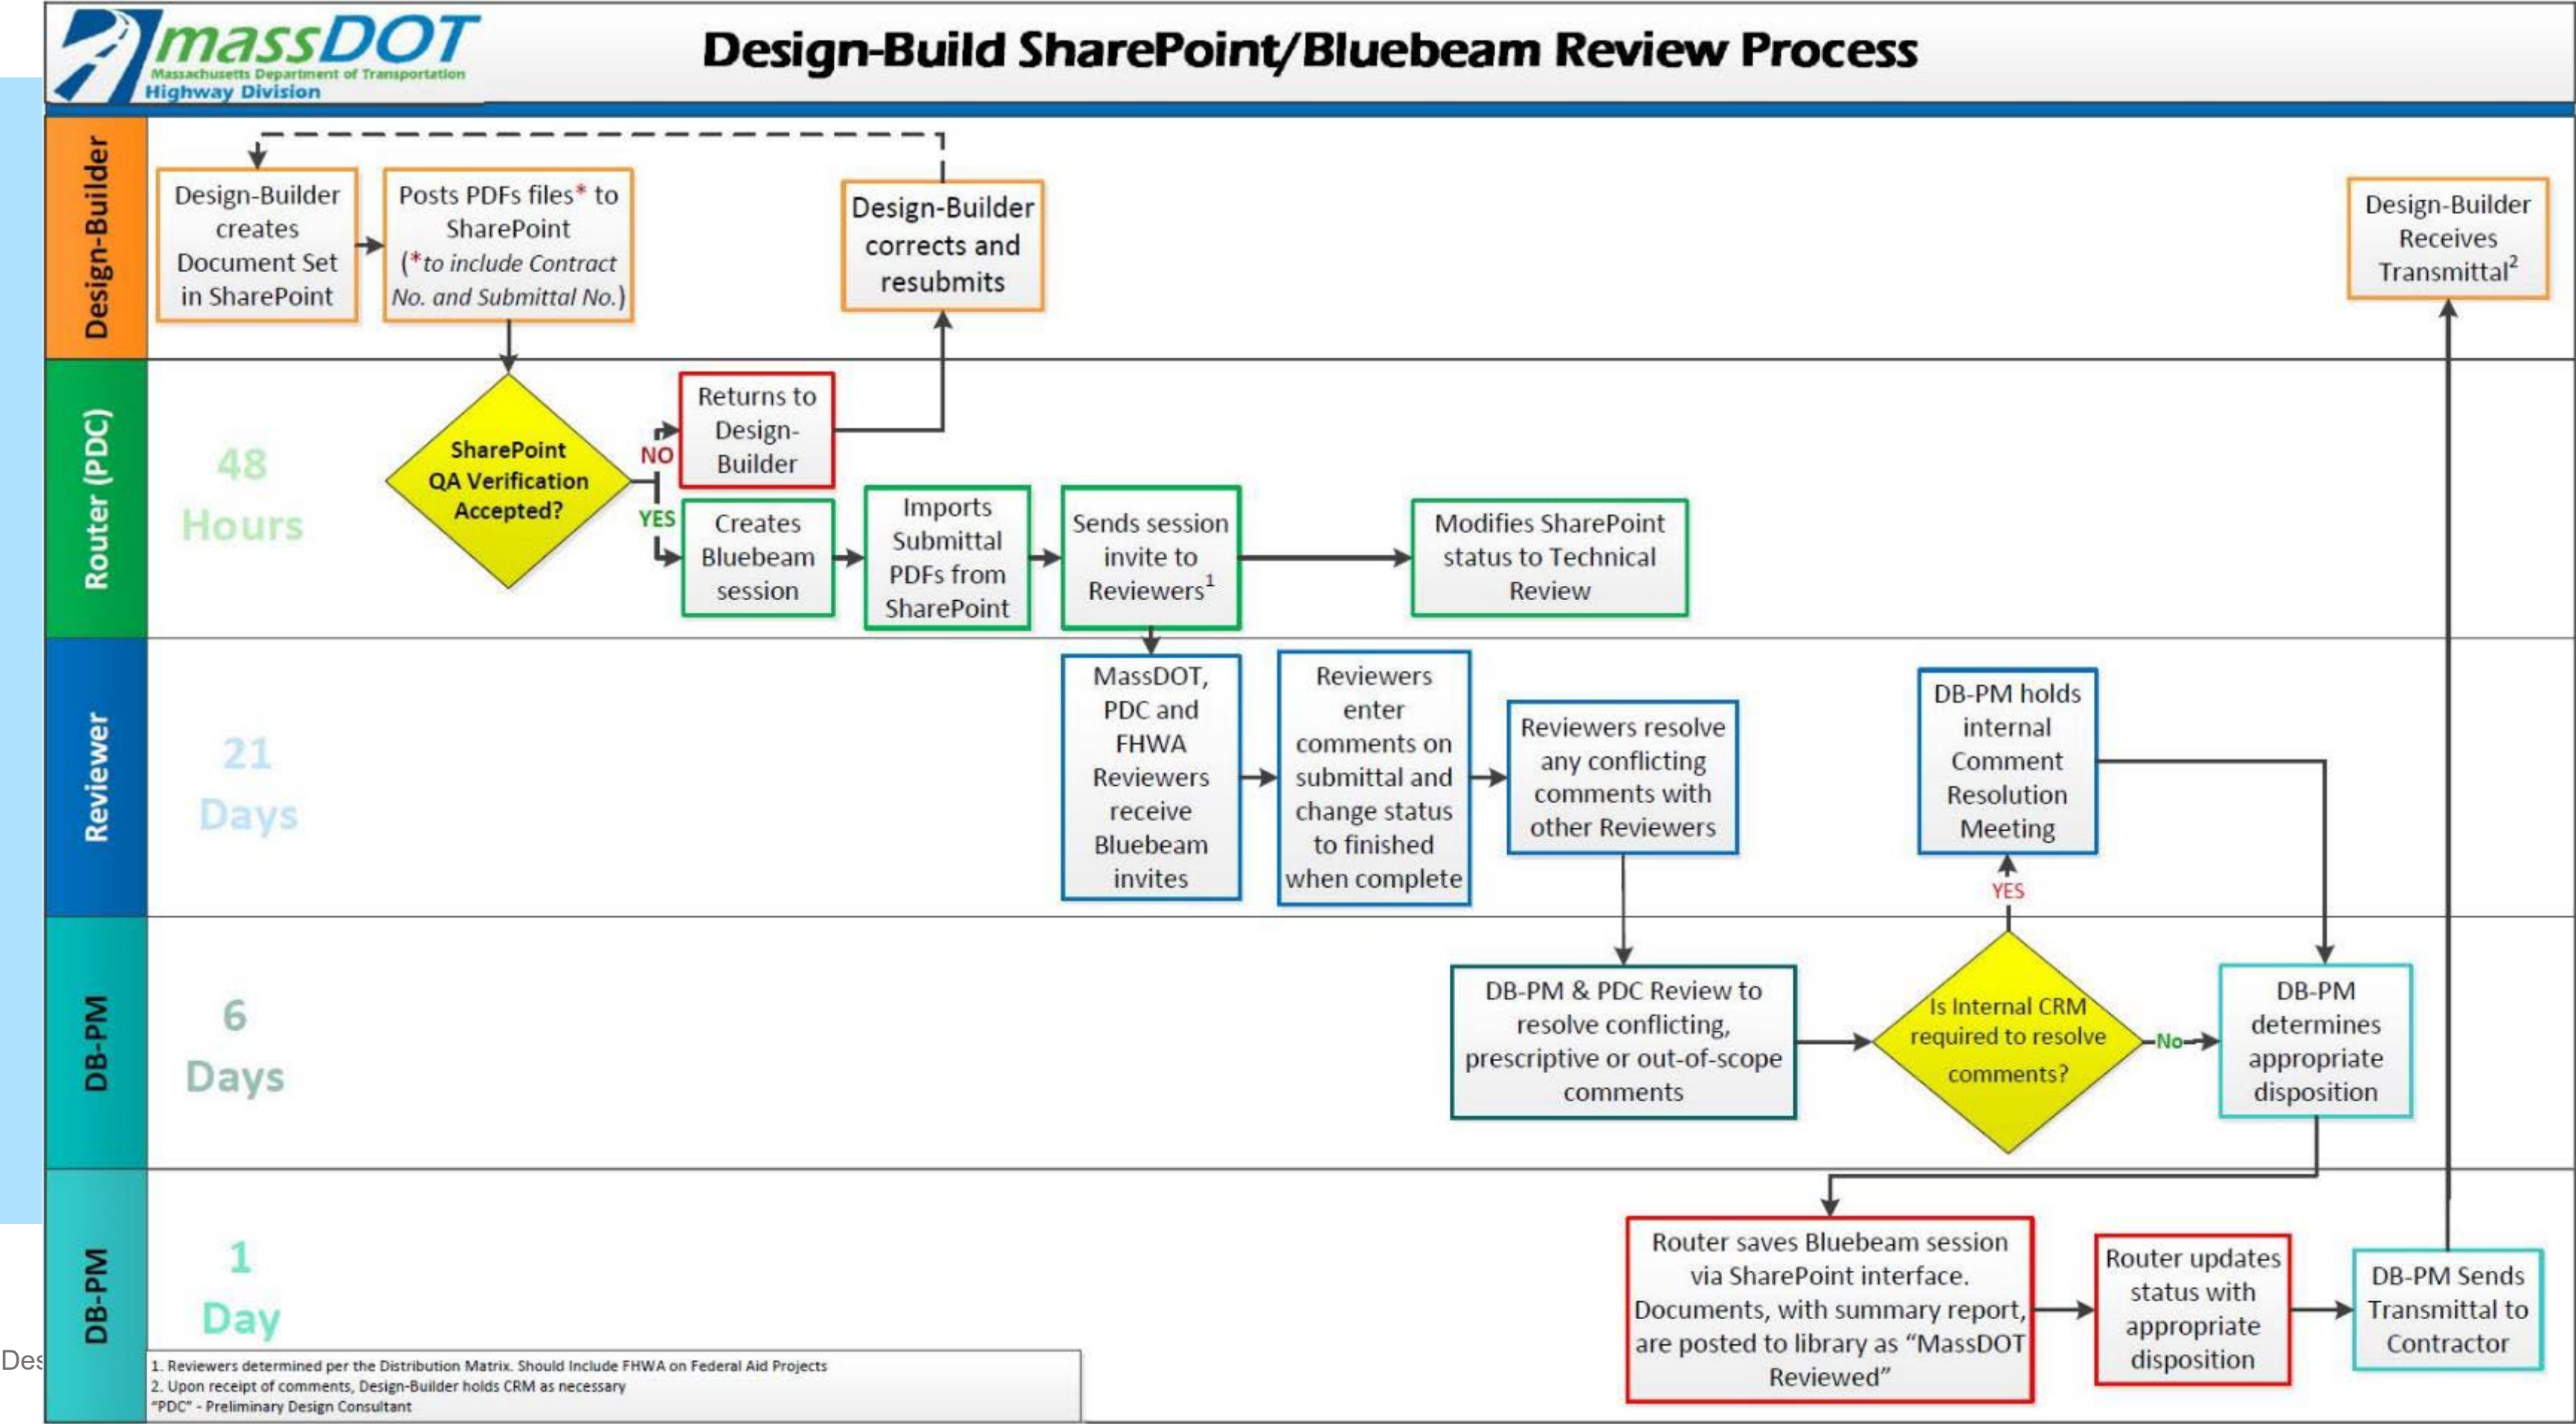 massDOT
Massachusetts Department of Transportation
Highway Division
Design-Build SharePoint/Bluebeam Review Process
Design-Builder
Design-Builder
creates
Document Set
in SharePoint
Posts PDFs files* to
SharePoint
(*to include Contract
No. and Submittal No.)
Design-Builder
corrects and
resubmits
Design-Builder
Receives
Transmittal2
Router (PDC)
48
Hours
SharePoint
QA Verification
Accepted?
NO
Returns to
Design-
Builder
YES
Creates
Bluebeam
session
Imports
Submittal
PDFs from
SharePoint
Sends session
invite to
Reviewers1
Modifies SharePoint
status to Technical
Review
Reviewer
21
Days
MassDOT,
PDC and
FHWA
Reviewers
receive
Bluebeam
invites
Reviewers
enter
comments on
submittal and
change status
to finished
when complete
Reviewers resolve
any conflicting
comments with
other Reviewers
DB-PM holds
internal
Comment
Resolution
Meeting
YES
DB-PM
6
Days
DB-PM & PDC Review to
resolve conflicting,
prescriptive or out-of-scope
comments
Is Internal CRM
required to resolve
comments?
No
DB-PM
determines
appropriate
disposition
DB-PM
1
Day
Router saves Bluebeam session
via SharePoint interface.
Documents, with summary report,
are posted to library as “MassDOT
Reviewed”
Router updates
status with
appropriate
disposition
DB-PM Sends
Transmittal to
Contractor
Des
1. Reviewers determined per the Distribution Matrix. Should Include FHWA on Federal Aid Projects
2. Upon receipt of comments, Design-Builder holds CRM as necessary
“PDC” - Preliminary Design Consultant